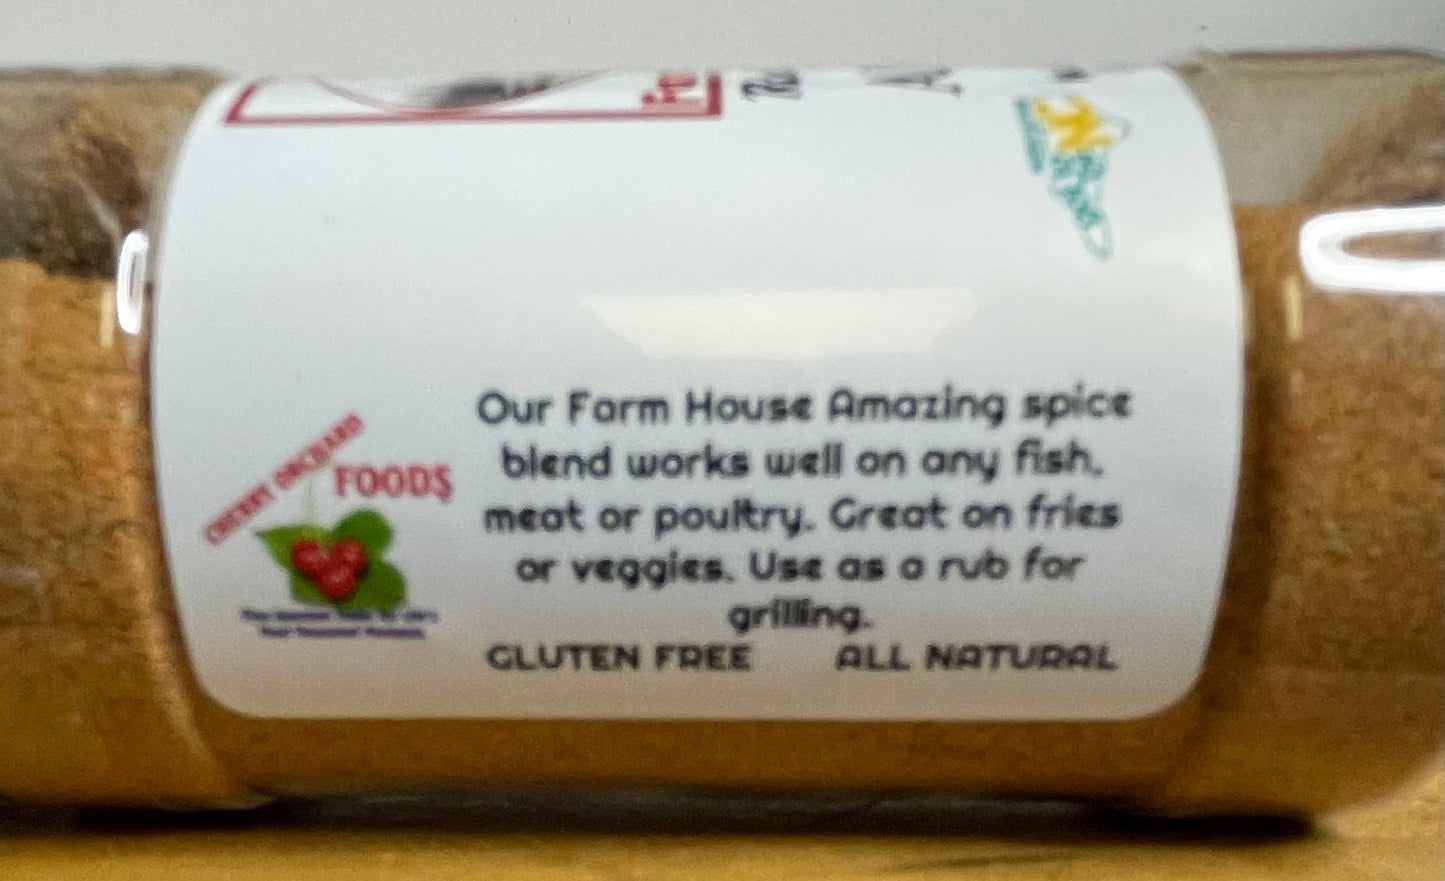 Our Farm House Amazing spice
blend works well on any fish,
meat or poultry. Great on fries
or veggies. Use as a rub for
grilling.
GLUTEN FREE ALL NATURAL
CHERRY ORCHARD
FOODS